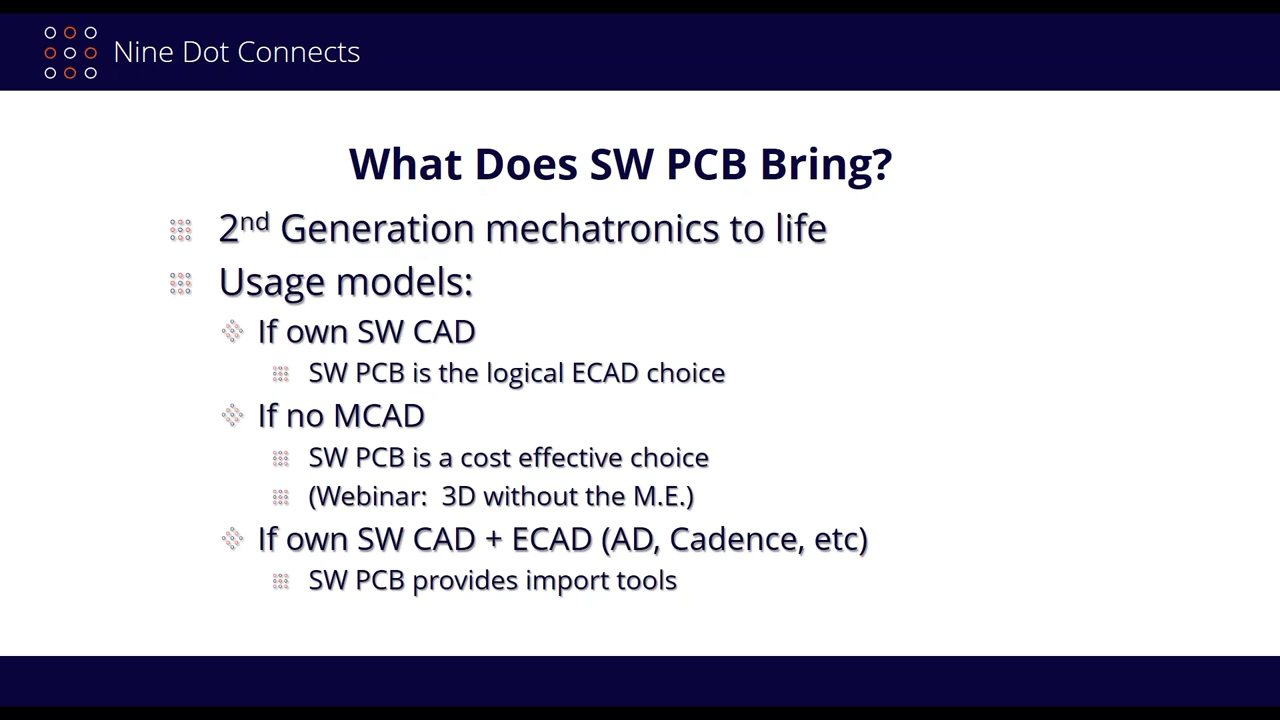 Nine Dot Connects
What Does SW PCB Bring?
2nd Generation mechatronics to life
Usage models:
If own SW CAD
SW PCB is the logical ECAD choice
If no MCAD
SW PCB is a cost effective choice
(Webinar: 3D without the M.E.)
If own SW CAD + ECAD (AD, Cadence, etc)
SW PCB provides import tools